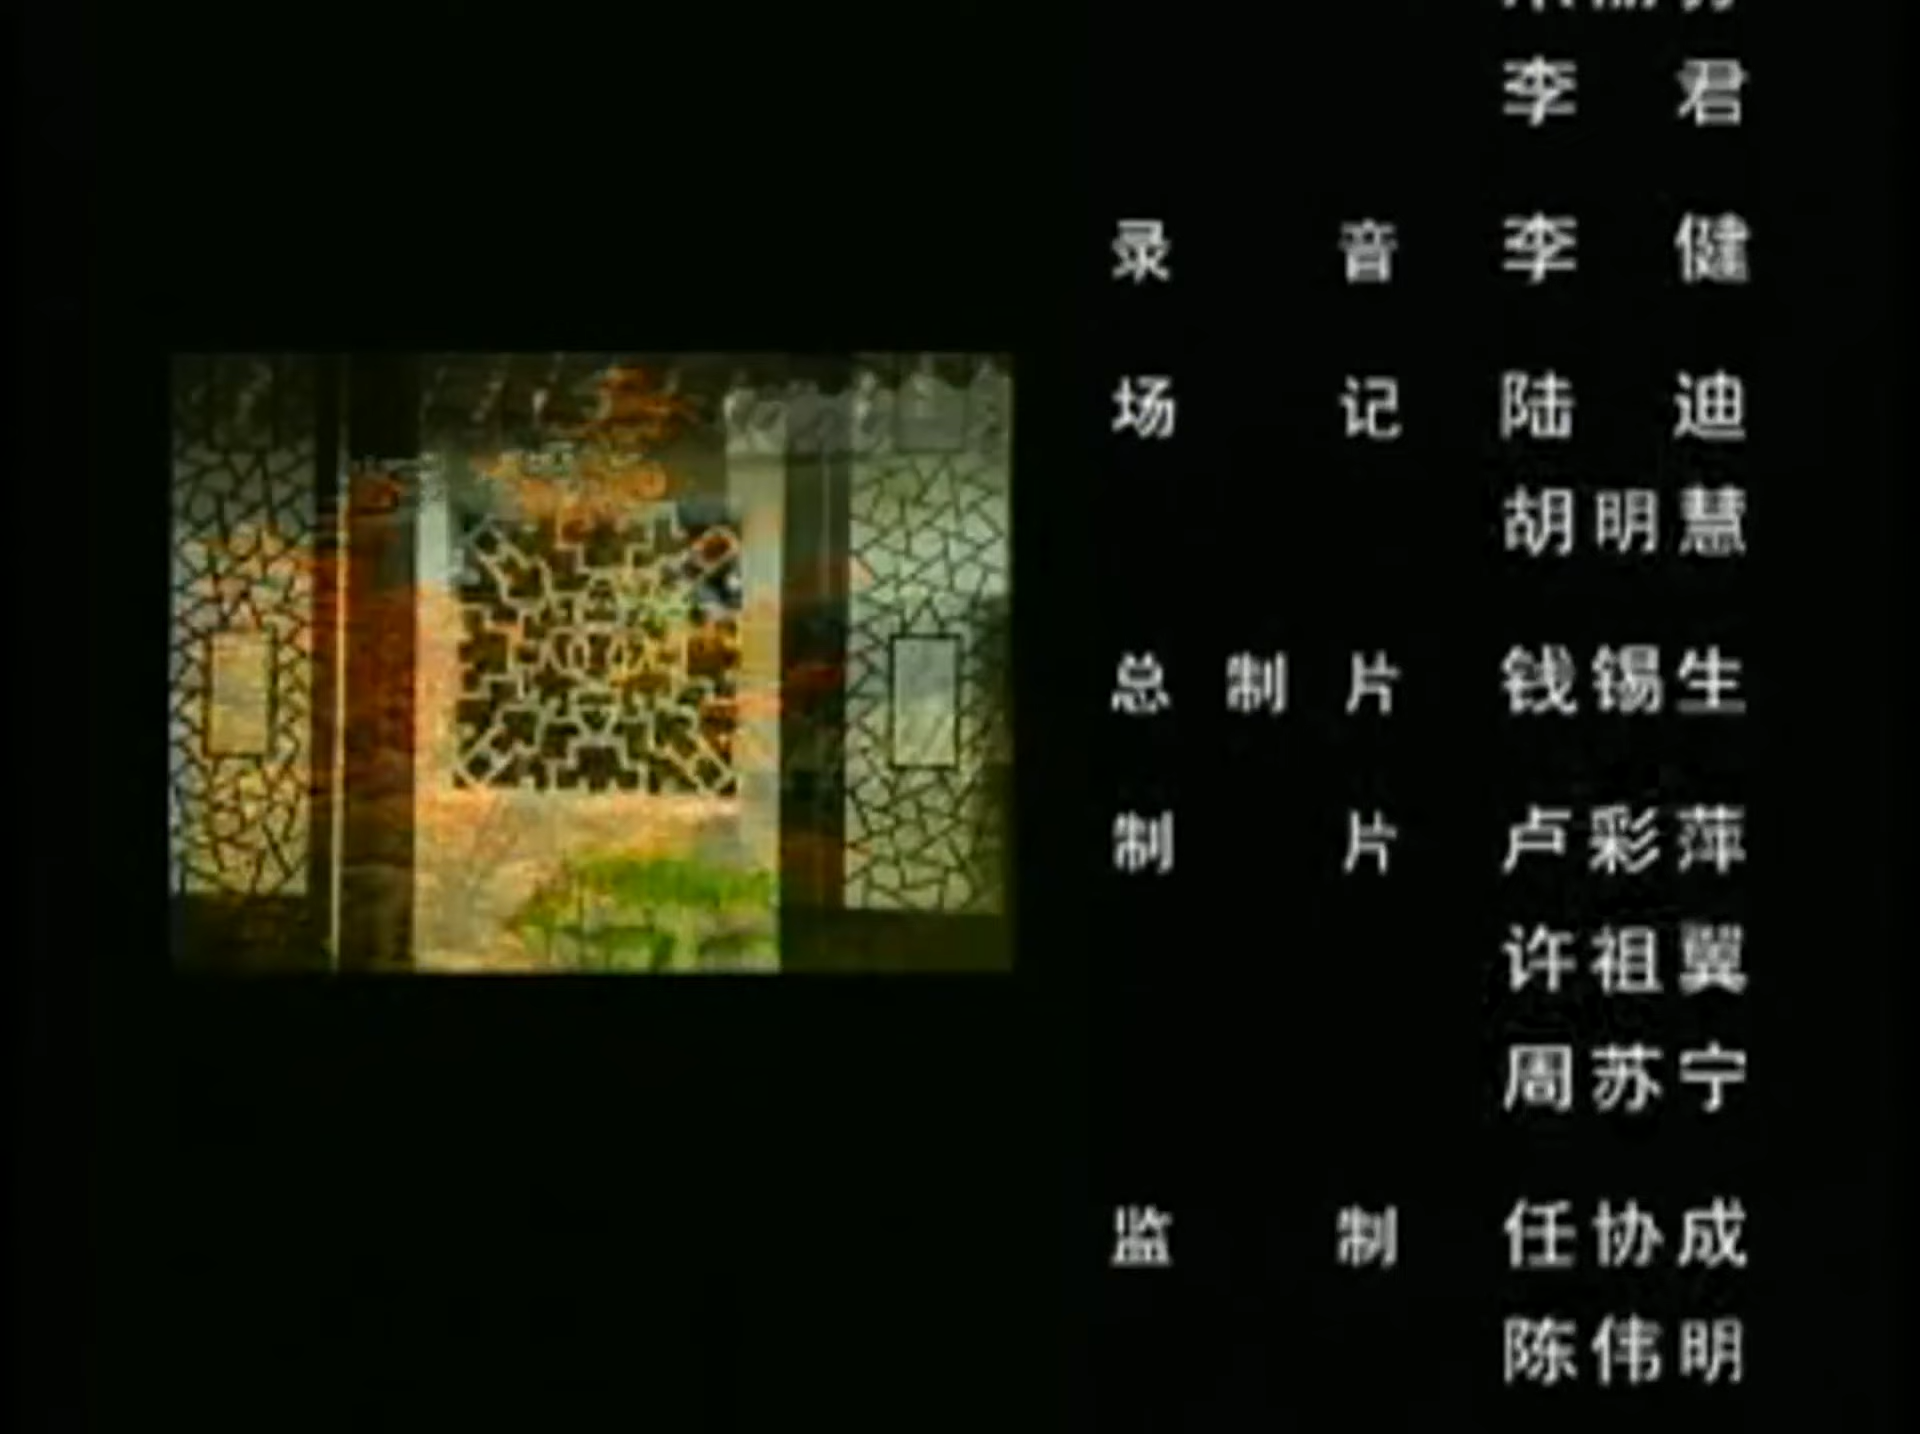 李 君
录 音 李 健
场 记 陆 迪
胡明慧
总 制 片 钱锡生
制 片 卢彩萍
许祖翼
周苏宁
监 制 任协成
陈伟明